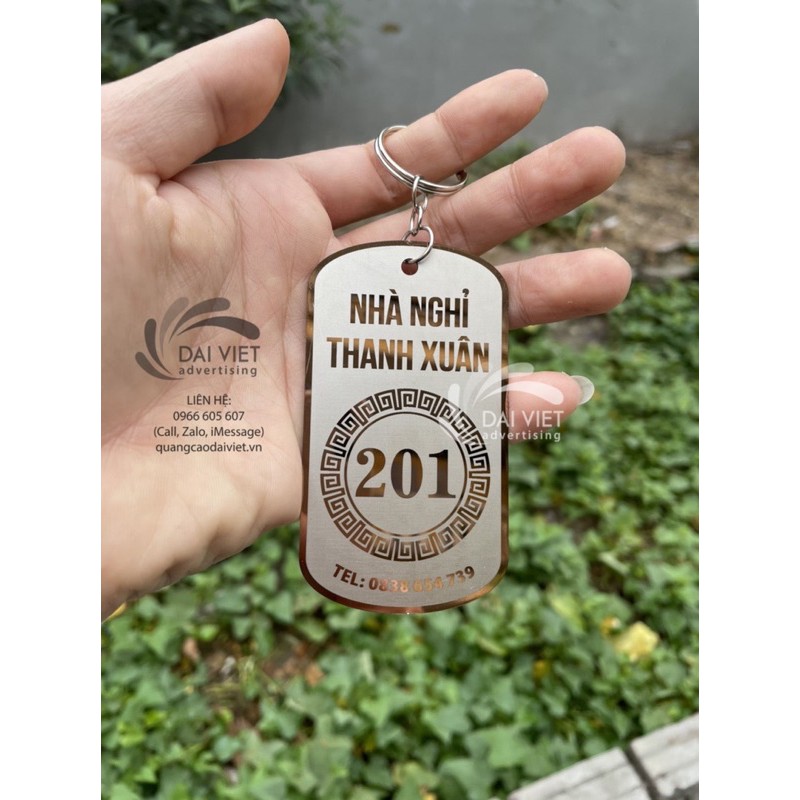 NHÀ NGHỈ
THANH XUÂN
201
TEL: 0838 854 739
DAI VIET
advertising
LIÊN HỆ:
0966 605 607
(Call, Zalo, iMessage)
quangcaodaiviet.vn
DAI VIET
advertising